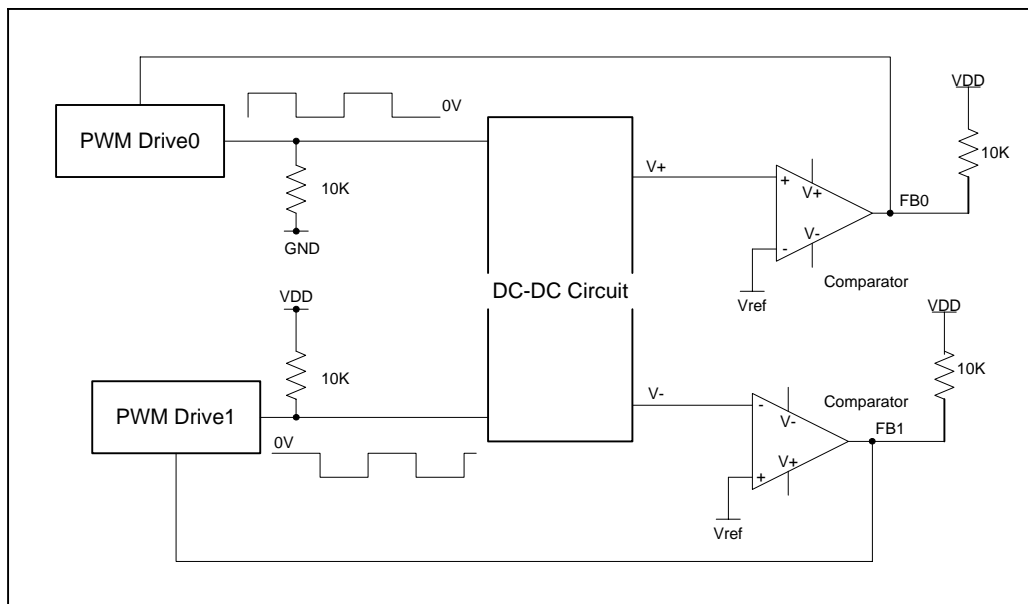 VDD
0V
PWM Drive0
10K
V+
+
V+
FB0
10K
GND
V-
-
DC-DC Circuit
Vref
Comparator
VDD
VDD
10K
10K
PWM Drive1
V-
-
V-
Comparator
FB1
0V
V+
+
Vref